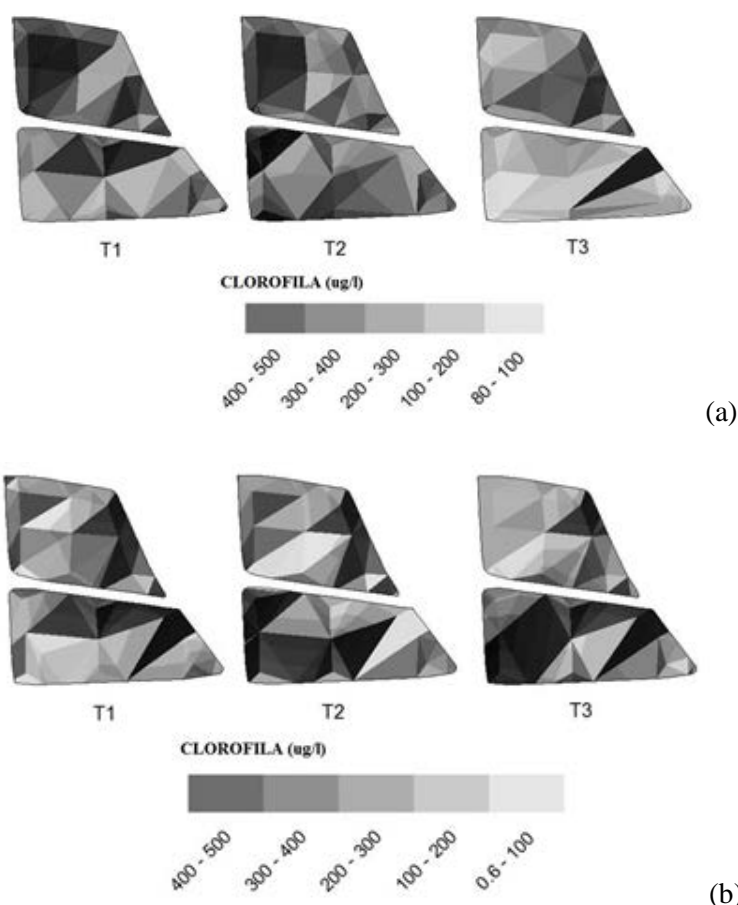 T1 T2 T3
CLOROFILA (ug/l)
400 - 500 300 - 400 200 - 300 100 - 200 80 - 100
(a)
T1 T2 T3
CLOROFILA (ug/l)
400 - 500 300 - 400 200 - 300 100 - 200 0.6 - 100
(b)